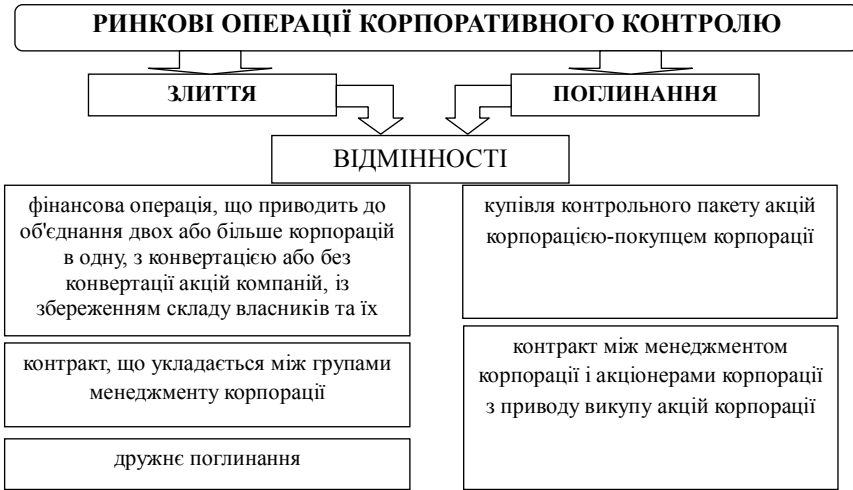 РИНКОВІ ОПЕРАЦІЇ КОРПОРАТИВНОГО КОНТРОЛЮ
ЗЛИТТЯ
ПОГЛИНАННЯ
ВІДМІННОСТІ
фінансова операція, що приводить до
об'єднання двох або більше корпорацій
в одну, з конвертацією або без
конвертації акцій компаній, із
збереженням складу власників та їх
контракт, що укладається між групами
менеджменту корпорації
дружнє поглинання
купівля контрольного пакету акцій
корпорацією-покупцем корпорації
контракт між менеджментом
корпорації і акціонерами корпорації
з приводу викупу акцій корпорації